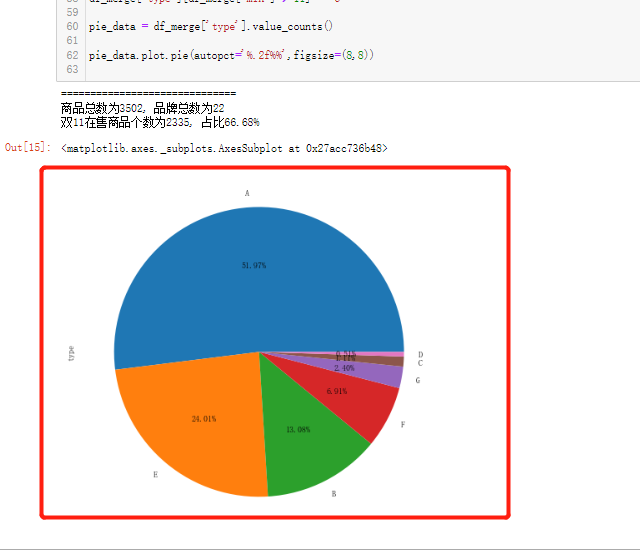 59
60 pie_data = df_merge['type'].value_counts()
61
62 pie_data.plot.pie(autopct='%.2f%%',figsize=(8,8))
63
==============================
商品总数为3502, 品牌总数为22
双11在售商品个数为2335, 占比66.68%
Out[15]: <matplotlib.axes._subplots.AxesSubplot at 0x27acc736b48>
A
51.97%
type
D
C
2.40%
G
6.91%
F
24.01%
13.08%
E
B